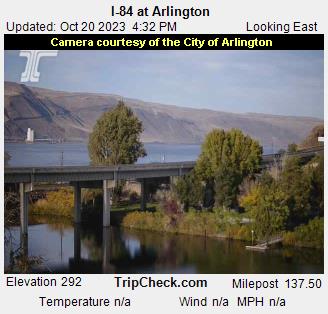 I-84 at Arlington
Updated: Oct 20 2023 4:32 PM Looking East
Camera courtesy of the City of Arlington
Elevation 292 TripCheck.com Milepost 137.50
Temperature n/a Wind n/a MPH n/a